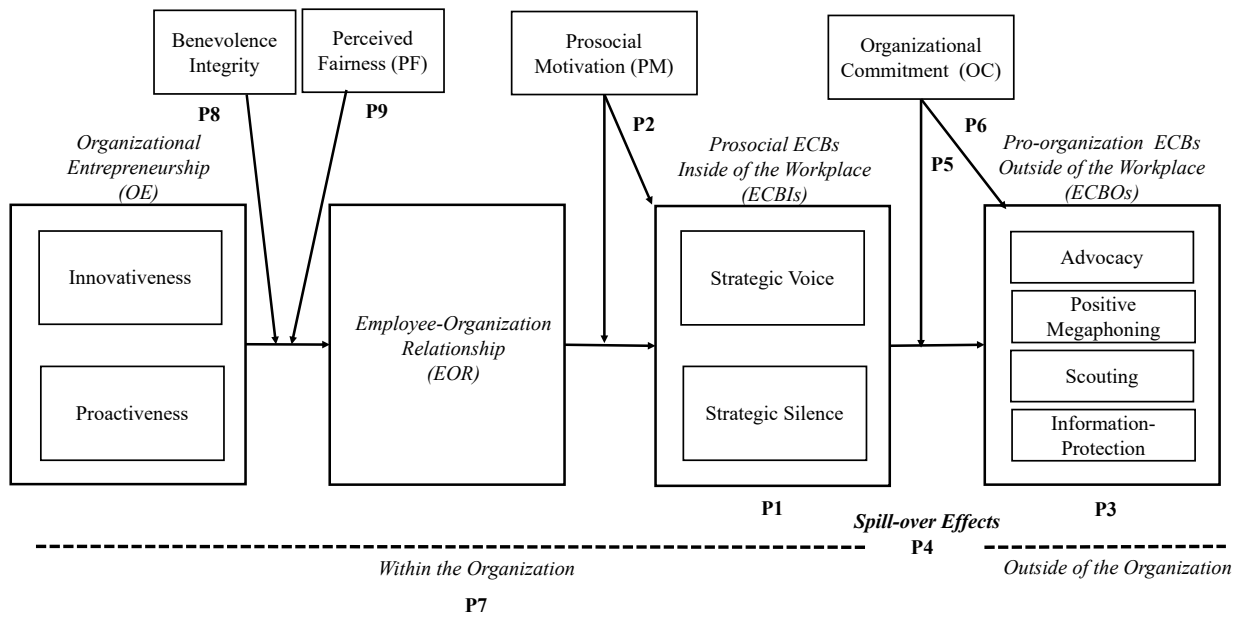 Benevolence
Integrity
Perceived
Fairness (PF)
Prosocial
Motivation (PM)
Organizational
Commitment (OC)
P8
P9
P2
P6
P5
Organizational
Entrepreneurship
(OE)
Prosocial ECBs
Inside of the Workplace
(ECBIs)
Pro-organization ECBs
Outside of the Workplace
(ECBOs)
Innovativeness
Proactiveness
Employee-Organization
Relationship
(EOR)
Strategic Voice
Strategic Silence
Advocacy
Positive
Megaphoning
Scouting
Information-
Protection
P1
P3
Spill-over Effects
P4
Within the Organization
Outside of the Organization
P7